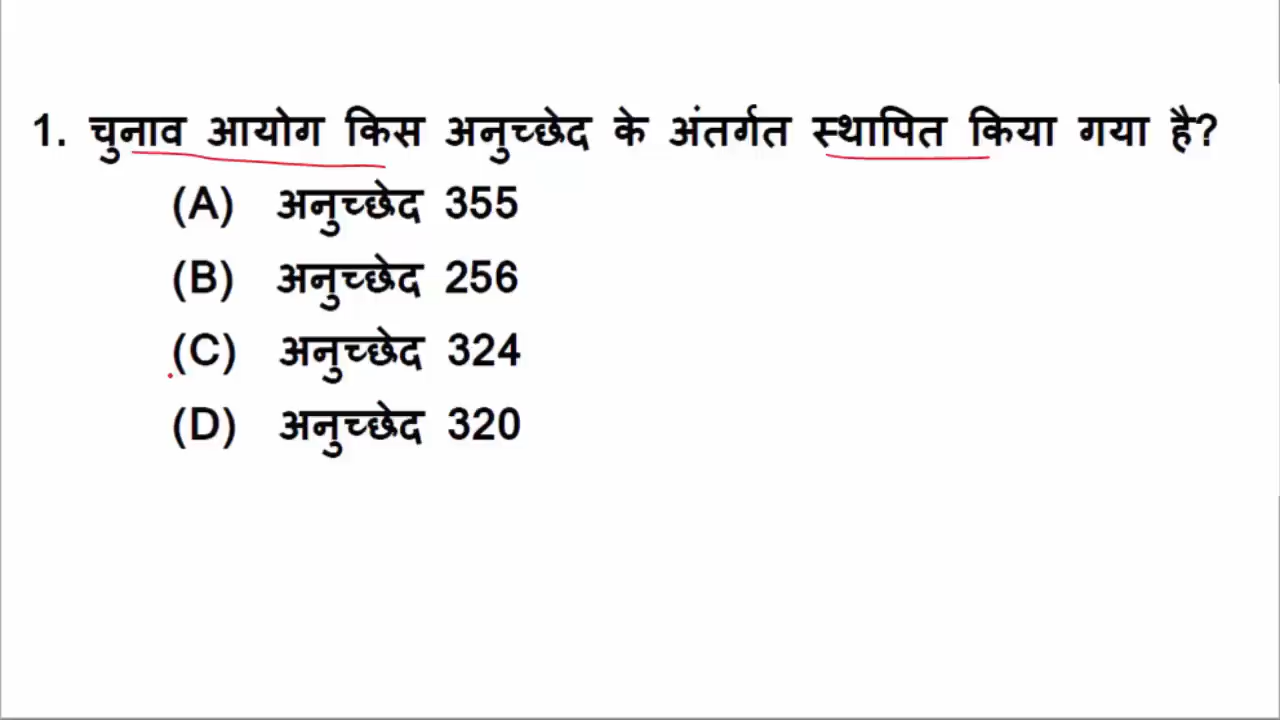 1. चुनाव आयोग किस अनुच्छेद के अंतर्गत स्थापित किया गया है?
(A) अनुच्छेद 355
(B) अनुच्छेद 256
(C) अनुच्छेद 324
(D) अनुच्छेद 320